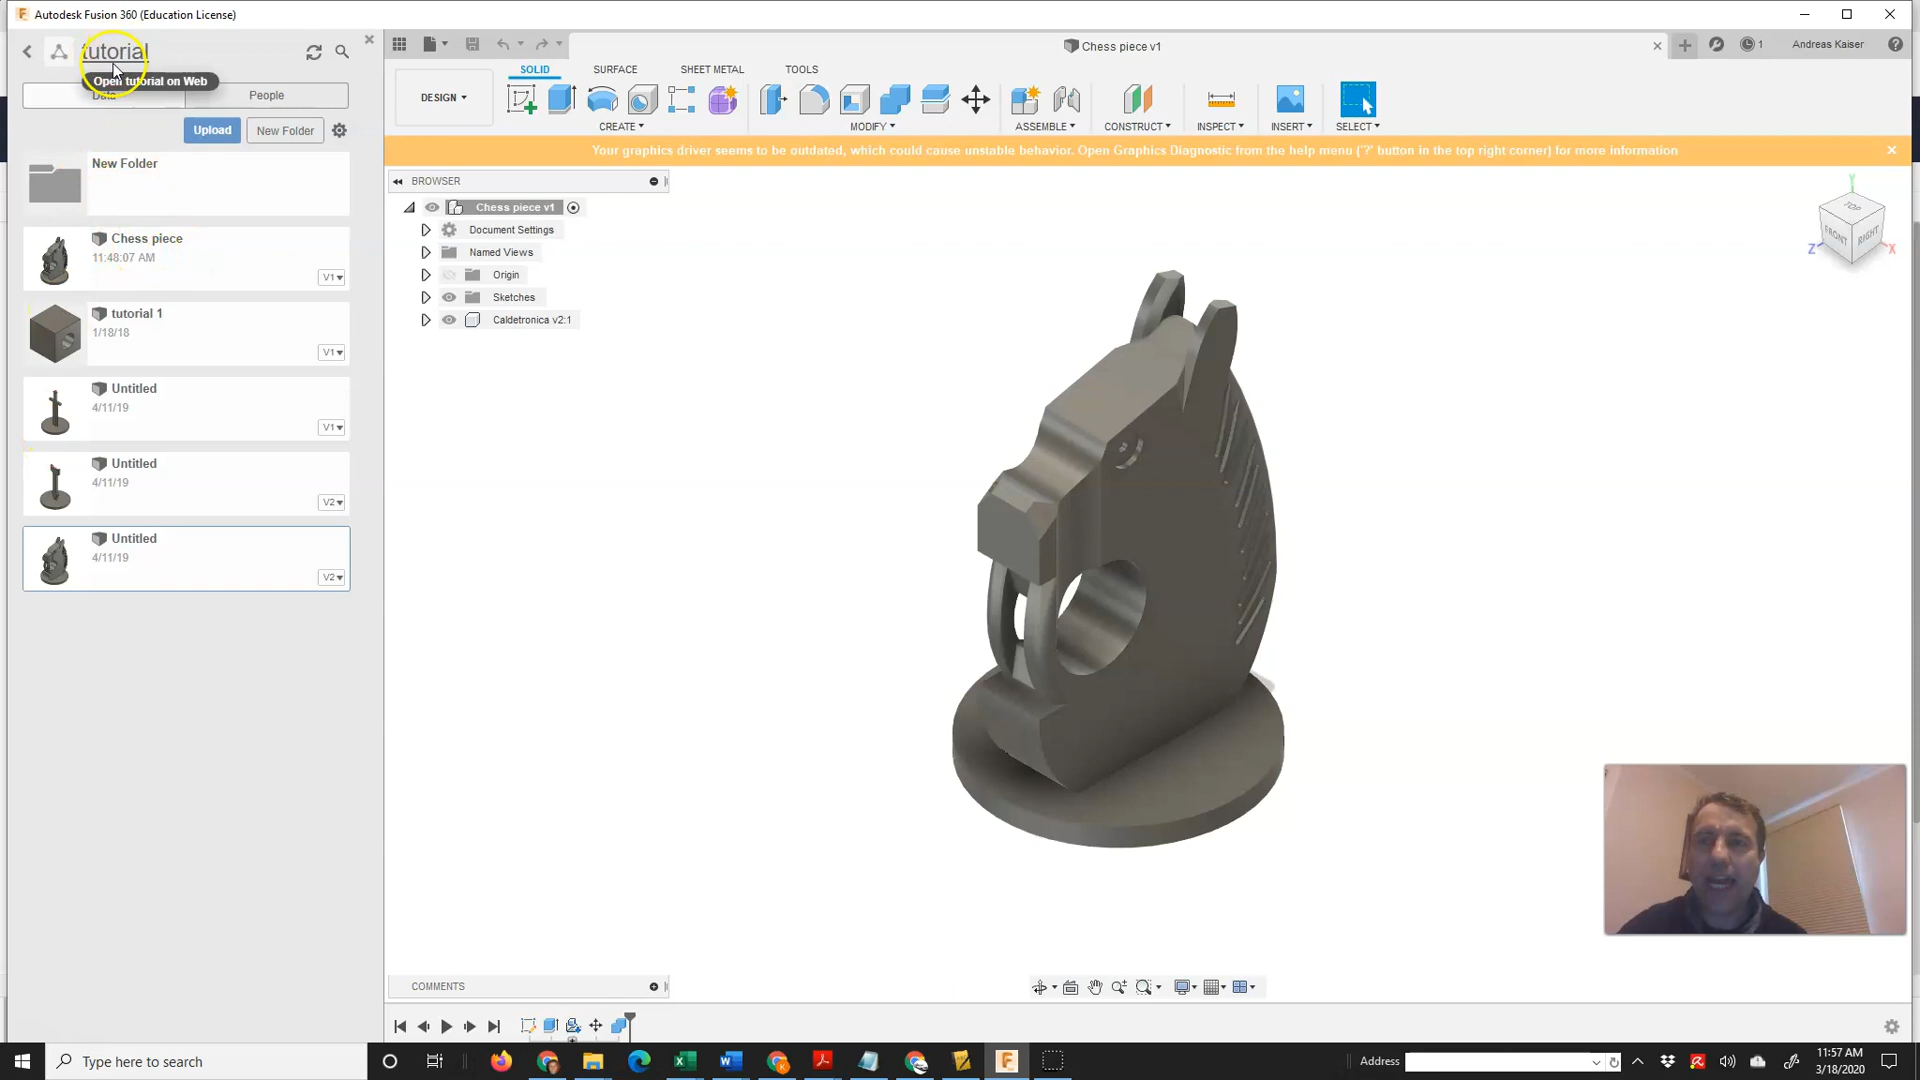 Autodesk Fusion 360 (Education License)
tutorial
Open tutorial on Web
People
Upload
New Folder
New Folder
Chess piece
11:48:07 AM
V1
tutorial 1
1/18/18
V1
Untitled
4/11/19
V1
Untitled
4/11/19
V2
Untitled
4/11/19
V2
Chess piece v1
1
Andreas Kaiser
DESIGN
SOLID
SURFACE
SHEET METAL
TOOLS
CREATE
MODIFY
ASSEMBLE
CONSTRUCT
INSPECT
INSERT
SELECT
Your graphics driver seems to be outdated, which could cause unstable behavior. Open Graphics Diagnostic from the help menu ('?' button in the top right corner) for more information
BROWSER
Chess piece v1
Document Settings
Named Views
Origin
Sketches
Caldetronica v2:1
Y
TOP
FRONT
RIGHT
Z
X
COMMENTS
Type here to search
Address
11:57 AM
3/18/2020